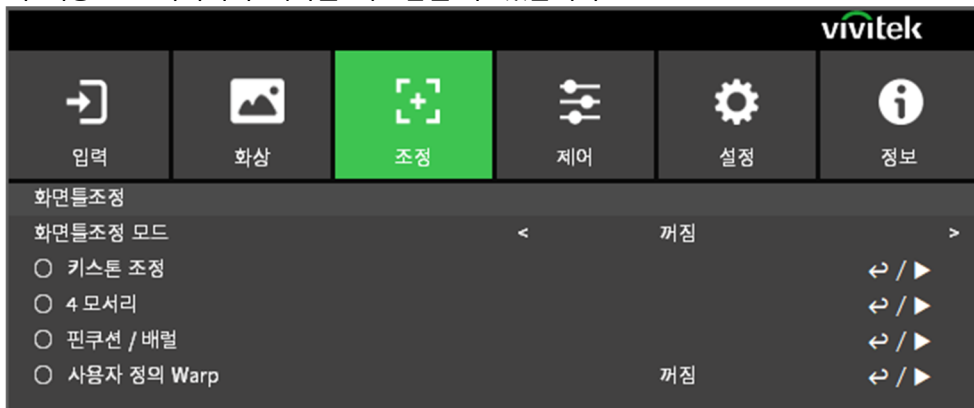 vivitek
입력 화상 조정 제어 설정 정보
화면틀조정
화면틀조정 모드 < 꺼짐 >
키스톤 조정 /
4 모서리 /
핀쿠션 / 배럴 /
사용자 정의 Warp 꺼짐 /